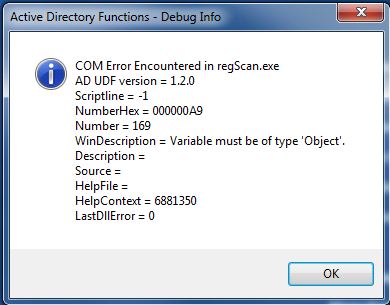 Active Directory Functions - Debug Info
COM Error Encountered in regScan.exe
AD UDF version = 1.2.0
Scriptline = -1
NumberHex = 000000A9
Number = 169
WinDescription = Variable must be of type 'Object'.
Description =
Source =
HelpFile =
HelpContext = 6881350
LastDllError = 0
OK